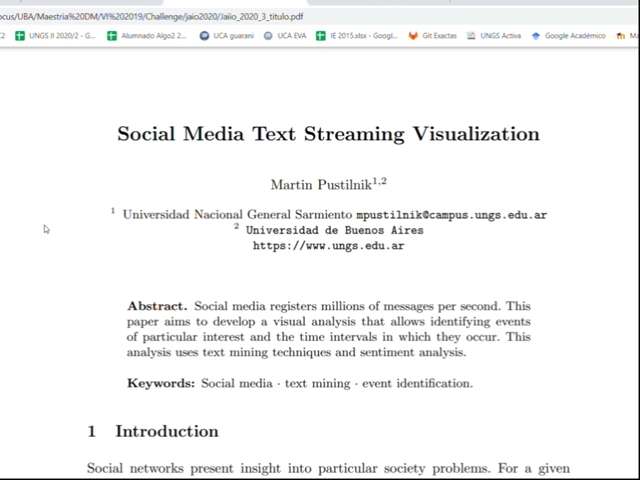 ocus/UBA/Maestria%20DM/VI%202019/Challenge/jaio2020/Jaiio_2020_3_titulo.pdf
C2 UNGS II 2020/2 - G... Alumnado Algo2 2... UCA guarani UCA EVA IE 2015.xlsx - Googl... Git Exactas UNGS Activa Google Académico Ma
Social Media Text Streaming Visualization
Martin Pustilnik1,2
1 Universidad Nacional General Sarmiento mpustilnik@campus.ungs.edu.ar
2 Universidad de Buenos Aires
https://www.ungs.edu.ar
Abstract. Social media registers millions of messages per second. This
paper aims to develop a visual analysis that allows identifying events
of particular interest and the time intervals in which they occur. This
analysis uses text mining techniques and sentiment analysis.
Keywords: Social media · text mining · event identification.
1 Introduction
Social networks present insight into particular society problems. For a given